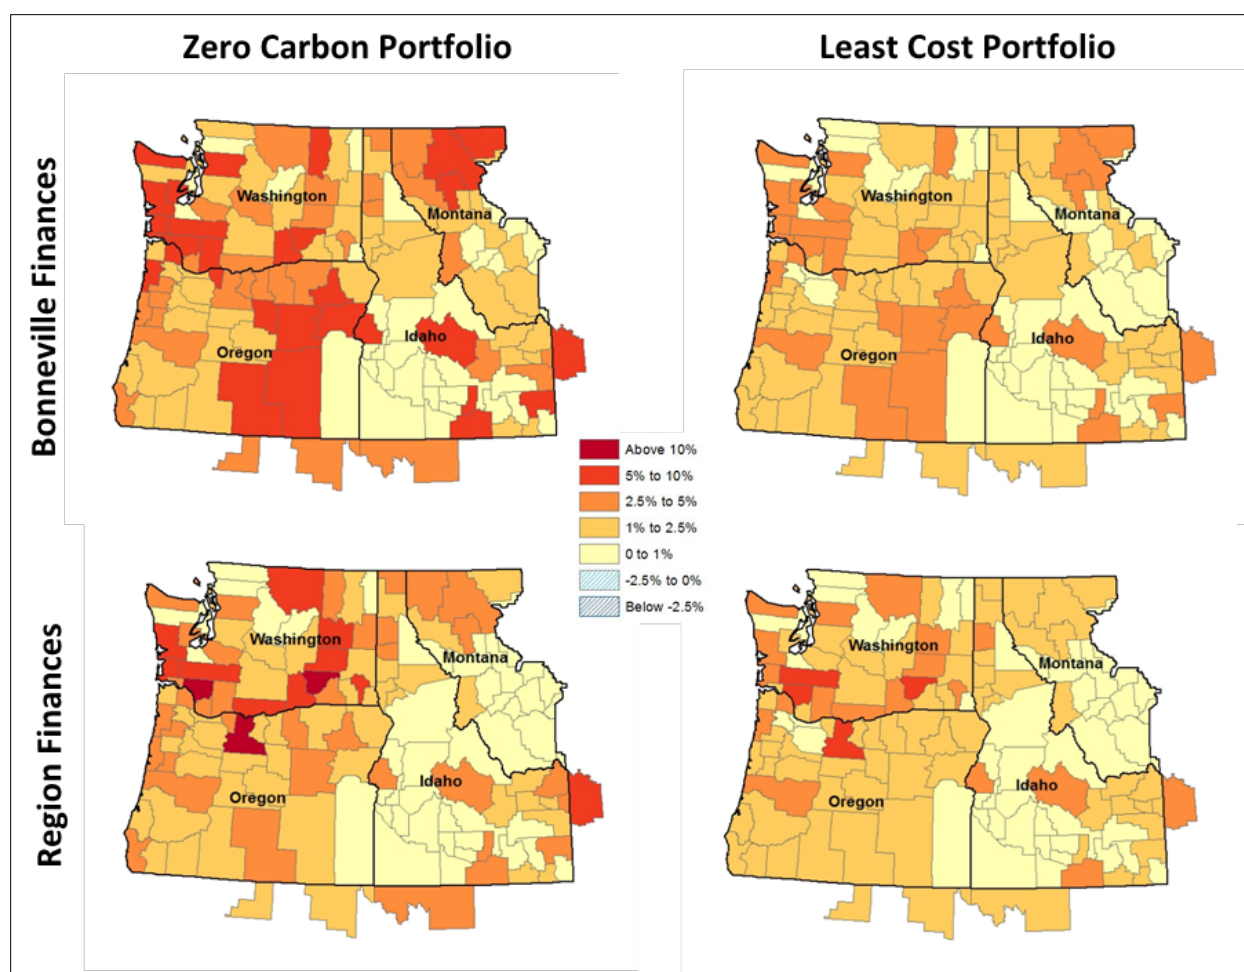 Zero Carbon Portfolio
Least Cost Portfolio
Bonneville Finances
Washington
Montana
Oregon
Idaho
Washington
Montana
Oregon
Idaho
Above 10%
5% to 10%
2.5% to 5%
1% to 2.5%
0 to 1%
-2.5% to 0%
Below -2.5%
Region Finances
Washington
Montana
Oregon
Idaho
Washington
Montana
Oregon
Idaho